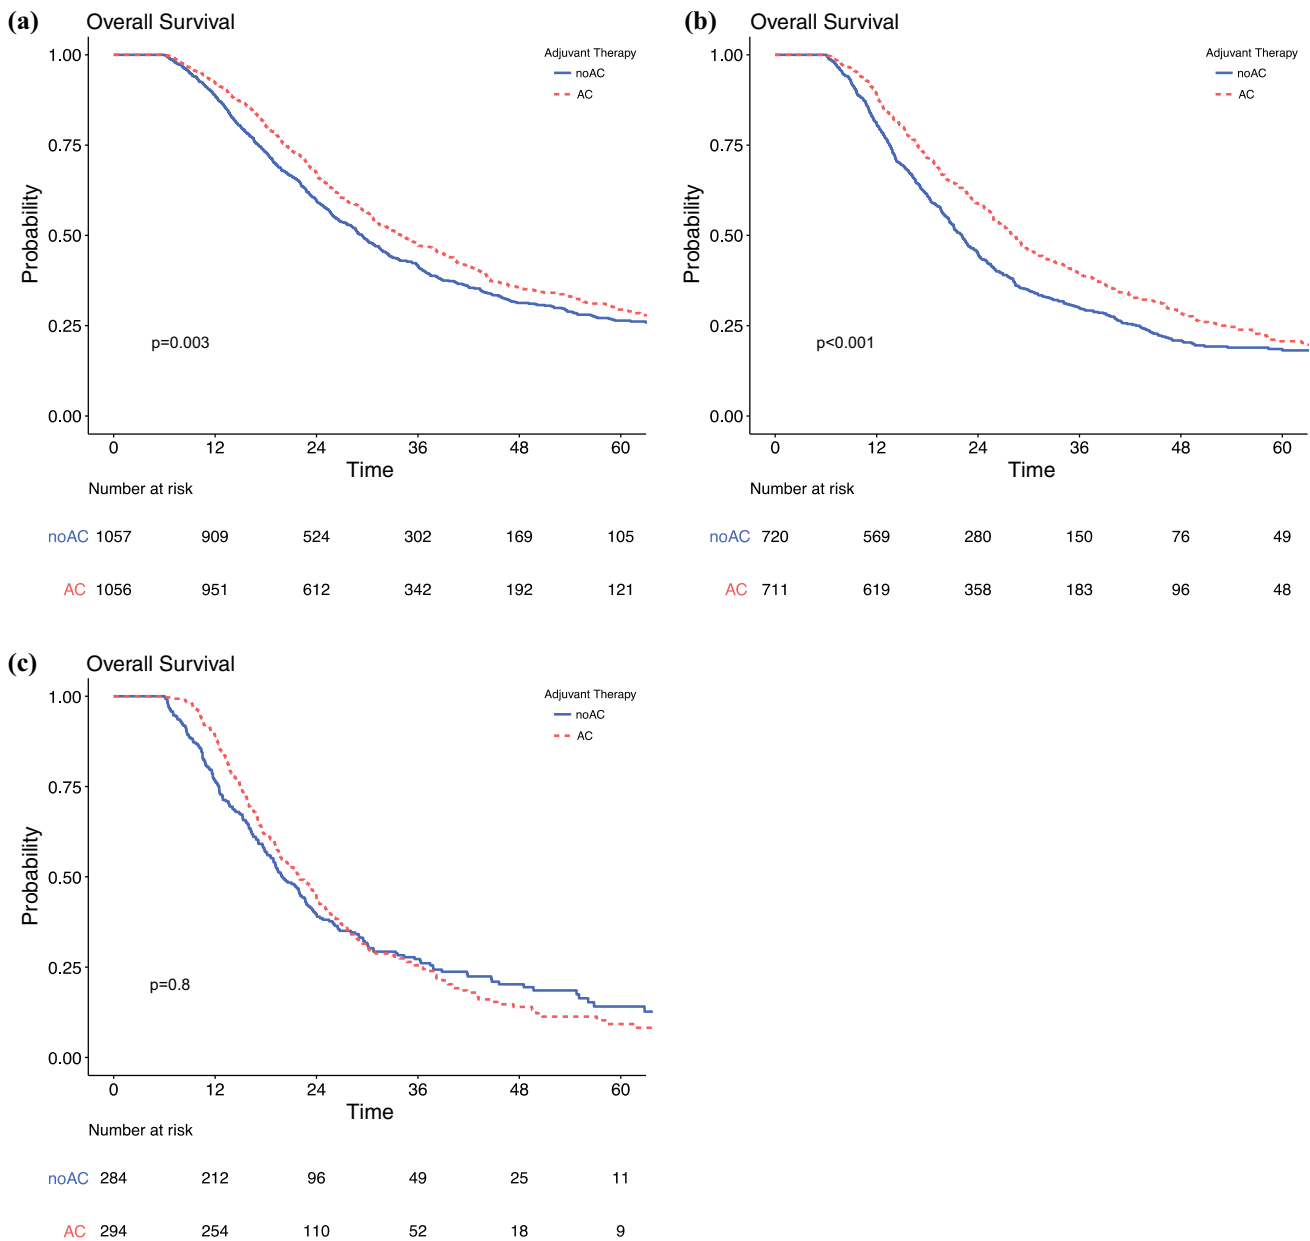 (a) Overall Survival
Adjuvant Therapy
noAC
AC
1.00
0.75
0.50
0.25
0.00
Probability
p=0.003
0 12 24 36 48 60
Time
Number at risk
noAC 1057 909 524 302 169 105
AC 1056 951 612 342 192 121
(b) Overall Survival
Adjuvant Therapy
noAC
AC
1.00
0.75
0.50
0.25
0.00
Probability
p<0.001
0 12 24 36 48 60
Time
Number at risk
noAC 720 569 280 150 76 49
AC 711 619 358 183 96 48
(c) Overall Survival
Adjuvant Therapy
noAC
AC
1.00
0.75
0.50
0.25
0.00
Probability
p=0.8
0 12 24 36 48 60
Time
Number at risk
noAC 284 212 96 49 25 11
AC 294 254 110 52 18 9